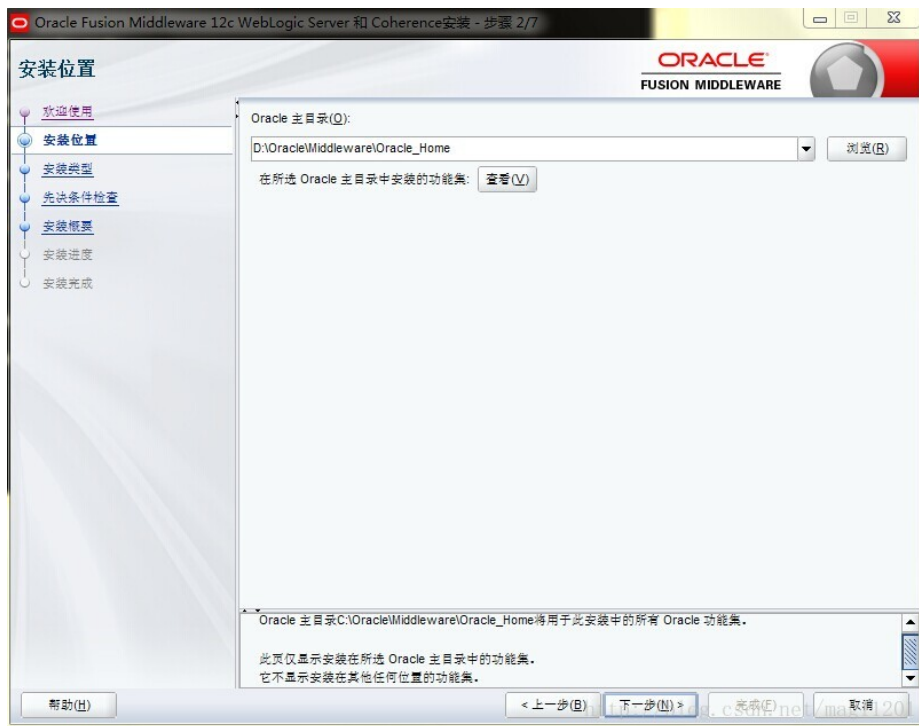 Oracle Fusion Middleware 12c WebLogic Server 和 Coherence安装 - 步骤 2/7
安装位置
ORACLE
FUSION MIDDLEWARE
欢迎使用
安装位置
安装类型
先决条件检查
安装概要
安装进度
安装完成
Oracle 主目录(O):
D:\Oracle\Middleware\Oracle_Home
浏览(R)
在所选 Oracle 主目录中安装的功能集:
查看(V)
Oracle 主目录C:\Oracle\Middleware\Oracle_Home将用于此安装中的所有 Oracle 功能集。
此页仅显示安装在所选 Oracle 主目录中的功能集。
它不显示安装在其他任何位置的功能集。
帮助(H)
< 上一步(B)
下一步(N) >
完成(F)
取消